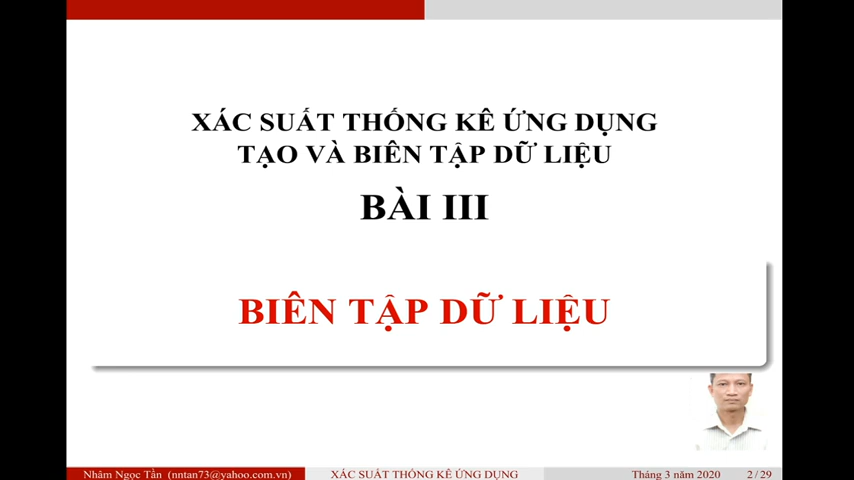 XÁC SUẤT THỐNG KÊ ỨNG DỤNG
TẠO VÀ BIÊN TẬP DỮ LIỆU
BÀI III
BIÊN TẬP DỮ LIỆU
Nhâm Ngọc Tần (nntan73@yahoo.com.vn)
XÁC SUẤT THỐNG KÊ ỨNG DỤNG
Tháng 3 năm 2020
2 / 29